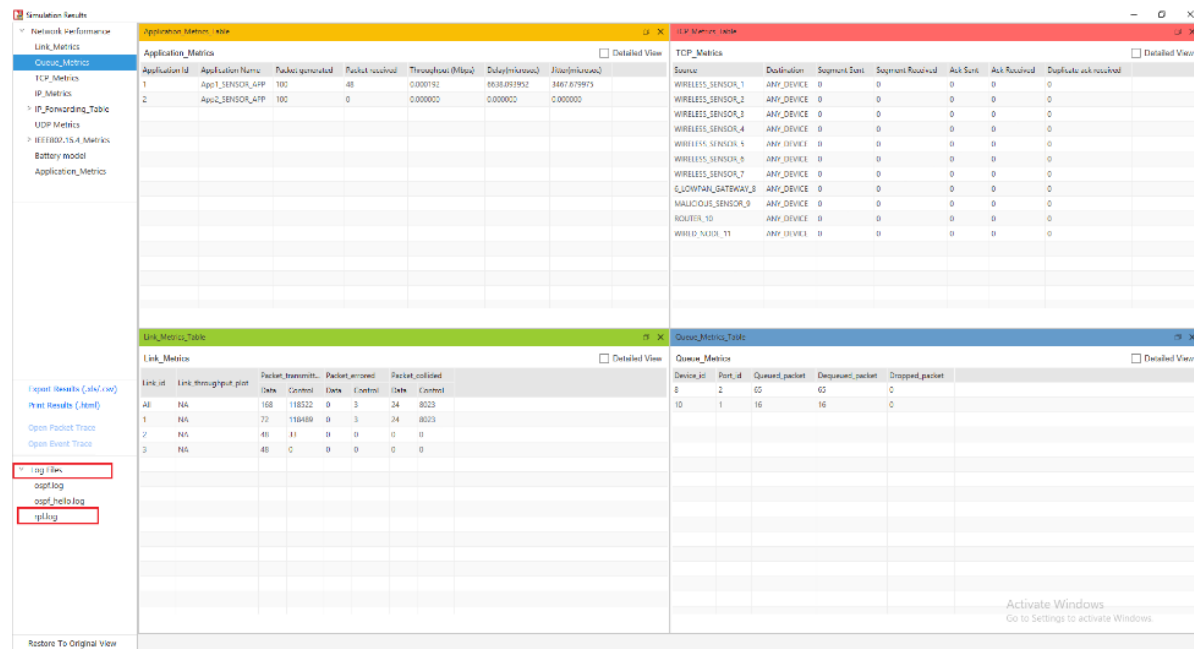 Simulation Results
Network Performance
Link_Metrics
Queue_Metrics
TCP_Metrics
IP_Metrics
IP_Forwarding_Table
UDP Metrics
IEEE802.15.4_Metrics
Battery model
Application_Metrics
Export Results (.xls/.csv)
Print Results (.html)
Open Packet Trace
Open Event Trace
Log Files
ospf.log
ospf_hello.log
rpl.log
Restore To Original View
Application_Metrics_Table
Application_Metrics Detailed View
Application Id Application Name Packet generated Packet received Throughput (Mbps) Delay(microsec) Jitter(microsec)
1 App1_SENSOR_APP 100 48 0.000192 6638.093952 3467.679975
2 App2_SENSOR_APP 100 0 0.000000 0.000000 0.000000
TCP_Metrics_Table
TCP_Metrics Detailed View
Source Destination Segment Sent Segment Received Ack Sent Ack Received Duplicate ack received
WIRELESS_SENSOR_1 ANY_DEVICE 0 0 0 0 0
WIRELESS_SENSOR_2 ANY_DEVICE 0 0 0 0 0
WIRELESS_SENSOR_3 ANY_DEVICE 0 0 0 0 0
WIRELESS_SENSOR_4 ANY_DEVICE 0 0 0 0 0
WIRELESS_SENSOR_5 ANY_DEVICE 0 0 0 0 0
WIRELESS_SENSOR_6 ANY_DEVICE 0 0 0 0 0
WIRELESS_SENSOR_7 ANY_DEVICE 0 0 0 0 0
6_LOWPAN_GATEWAY_8 ANY_DEVICE 0 0 0 0 0
MALICIOUS_SENSOR_9 ANY_DEVICE 0 0 0 0 0
ROUTER_10 ANY_DEVICE 0 0 0 0 0
WIRED_NODE_11 ANY_DEVICE 0 0 0 0 0
Link_Metrics_Table
Link_Metrics Detailed View
Link_id Link_throughput_plot Packet_transmitt... Packet_errored Packet_collided
Data Control Data Control Data Control
All NA 168 118522 0 3 24 8023
1 NA 72 118489 0 3 24 8023
2 NA 48 33 0 0 0 0
3 NA 48 0 0 0 0 0
Queue_Metrics_Table
Queue_Metrics Detailed View
Device_id Port_id Queued_packet Dequeued_packet Dropped_packet
8 2 65 65 0
10 1 16 16 0
Activate Windows
Go to Settings to activate Windows.